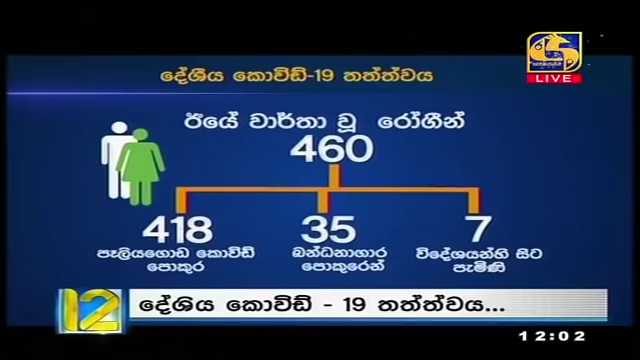 දේශීය කොවිඩ්-19 තත්ත්වය
LIVE
ඊයේ වාර්තා වූ රෝගීන්
460
418 35 7
පෑලියගොඩ කොවිඩ් බන්ධනාගාර විදේශයන්හි සිට
පොකුර පොකුරෙන් පැමිණි
12 දේශිය කොවිඩ් - 19 තත්ත්වය...
12:02